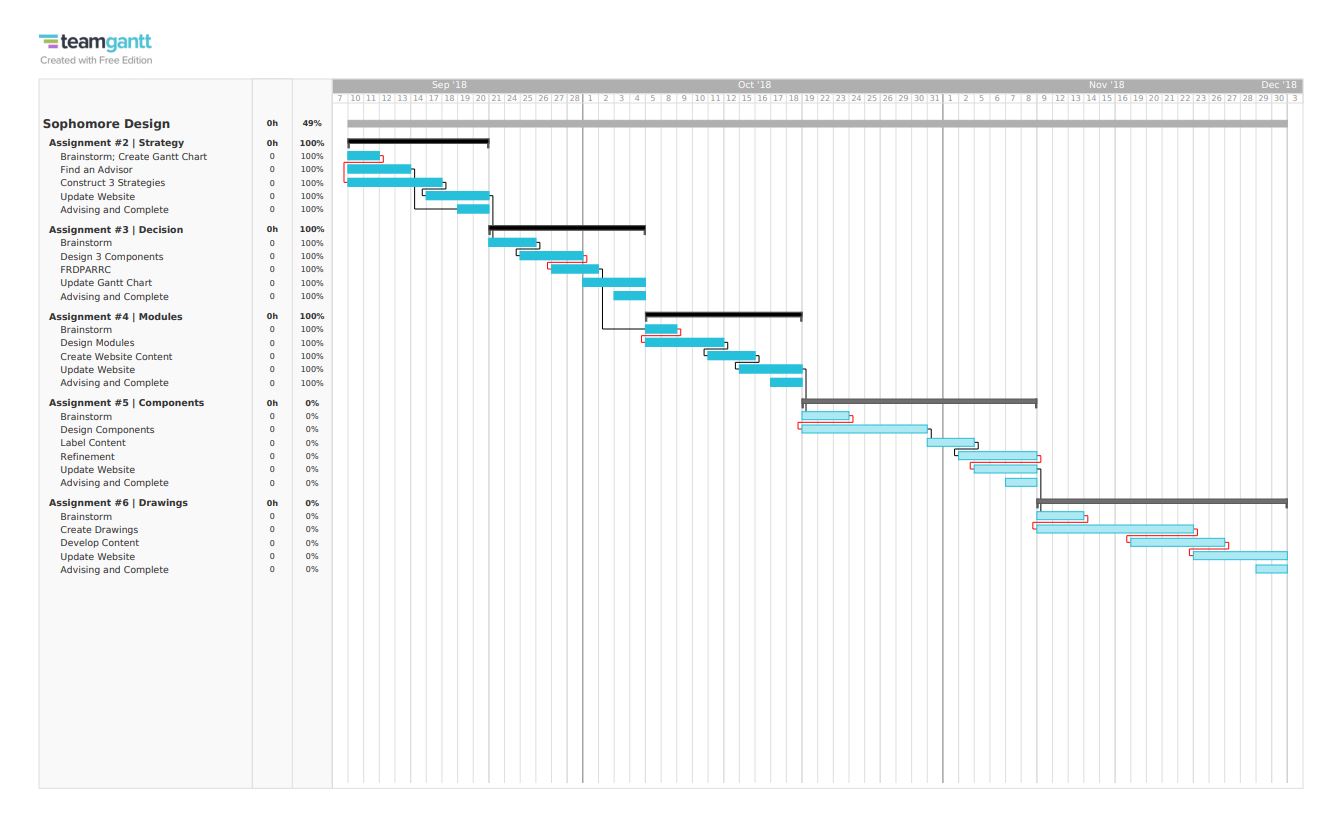 teamgantt
Created with Free Edition
Sep '18 Oct '18 Nov '18 Dec '18
7 10 11 12 13 14 17 18 19 20 21 24 25 26 27 28 1 2 3 4 5 8 9 10 11 12 15 16 17 18 19 22 23 24 25 26 29 30 31 1 2 5 6 7 8 9 12 13 14 15 16 19 20 21 22 23 26 27 28 29 30 3
Sophomore Design 0h 49%
Assignment #2 | Strategy 0h 100%
Brainstorm; Create Gantt Chart 0 100%
Find an Advisor 0 100%
Construct 3 Strategies 0 100%
Update Website 0 100%
Advising and Complete 0 100%
Assignment #3 | Decision 0h 100%
Brainstorm 0 100%
Design 3 Components 0 100%
FRDPARRC 0 100%
Update Gantt Chart 0 100%
Advising and Complete 0 100%
Assignment #4 | Modules 0h 100%
Brainstorm 0 100%
Design Modules 0 100%
Create Website Content 0 100%
Update Website 0 100%
Advising and Complete 0 100%
Assignment #5 | Components 0h 0%
Brainstorm 0 0%
Design Components 0 0%
Label Content 0 0%
Refinement 0 0%
Update Website 0 0%
Advising and Complete 0 0%
Assignment #6 | Drawings 0h 0%
Brainstorm 0 0%
Create Drawings 0 0%
Develop Content 0 0%
Update Website 0 0%
Advising and Complete 0 0%